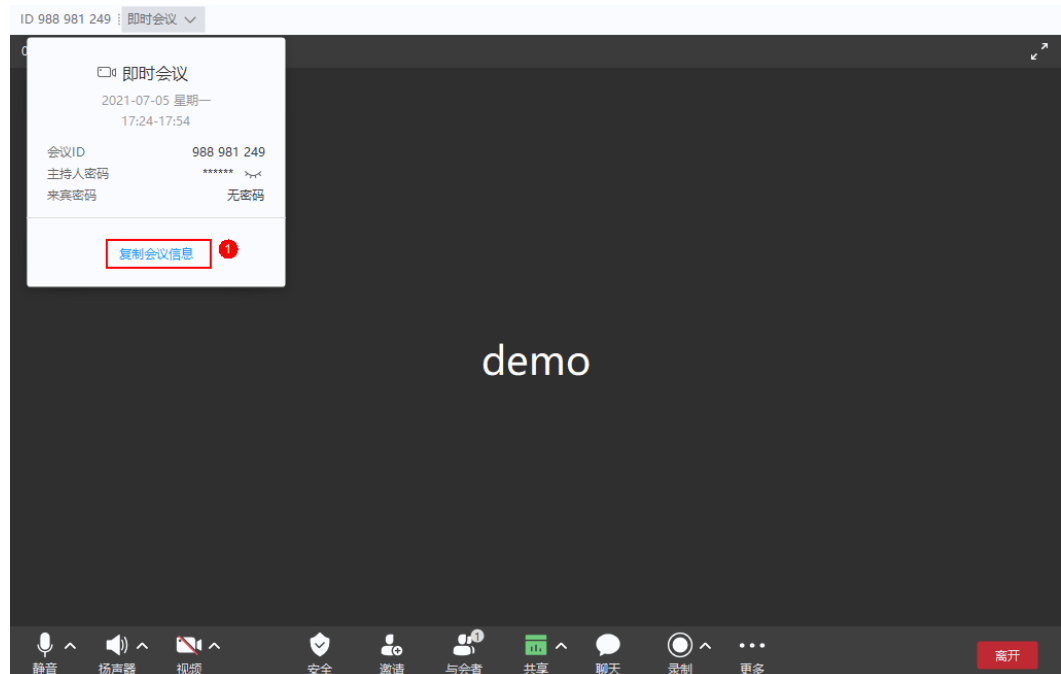 ID 988 981 249 即时会议
即时会议
2021-07-05 星期一
17:24-17:54
会议ID 988 981 249
主持人密码 ******
来宾密码 无密码
复制会议信息 1
demo
1
静音 扬声器 视频 安全 邀请 与会者 共享 聊天 录制 更多 离开